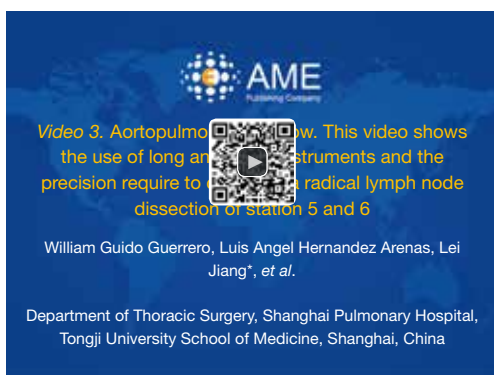 AME
Publishing Company
Video 3. Aortopulmo ow. This video shows
the use of long an struments and the
precision require to a radical lymph node
dissection of station 5 and 6
William Guido Guerrero, Luis Angel Hernandez Arenas, Lei
Jiang*, et al.
Department of Thoracic Surgery, Shanghai Pulmonary Hospital,
Tongji University School of Medicine, Shanghai, China